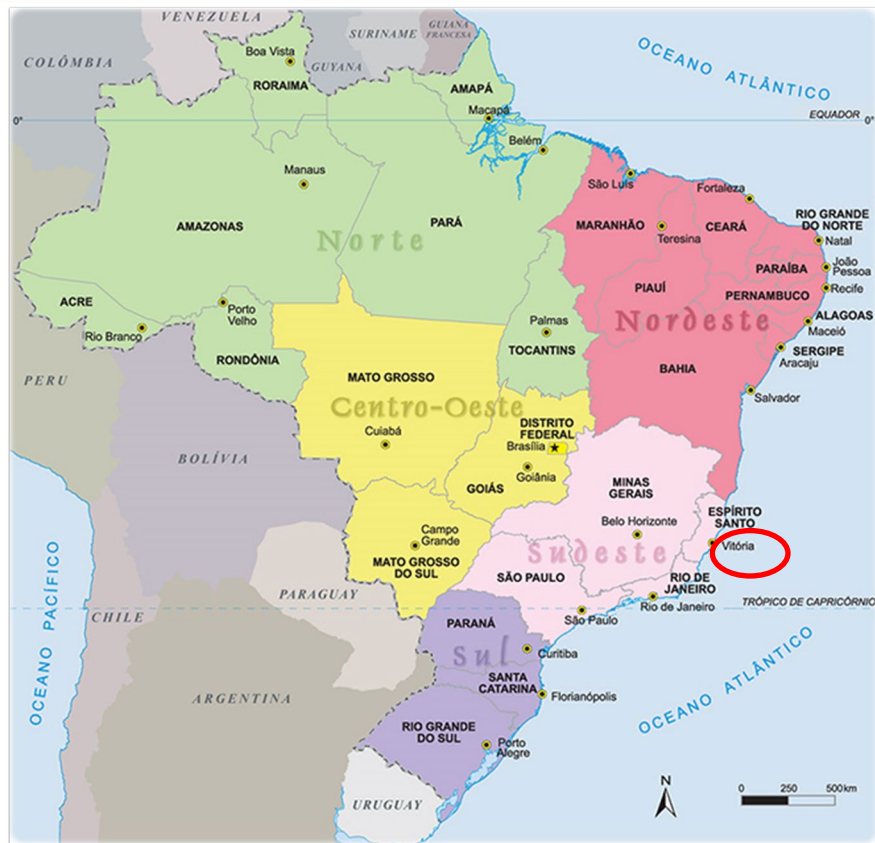 VENEZUELA
SURINAME
GUIANA
FRANCESA
COLÔMBIA
GUYANA
OCEANO ATLÂNTICO
Boa Vista
RORAIMA
AMAPÁ
Macapá
0°
EQUADOR
0°
Belém
Manaus
São Luís
Fortaleza
AMAZONAS
PARÁ
Norte
MARANHÃO
Teresina
CEARÁ
RIO GRANDE
DO NORTE
Natal
PARAÍBA
João
Pessoa
PIAUÍ
PERNAMBUCO
Recife
ACRE
Rio Branco
Porto
Velho
RONDÔNIA
Palmas
TOCANTINS
Nordeste
ALAGOAS
Maceió
SERGIPE
Aracaju
BAHIA
Salvador
PERU
MATO GROSSO
Centro-Oeste
Cuiabá
DISTRITO
FEDERAL
Brasília
Goiânia
GOIÁS
BOLÍVIA
MINAS
GERAIS
Belo Horizonte
ESPÍRITO
SANTO
Vitória
Campo
Grande
MATO GROSSO
DO SUL
Sudeste
SÃO PAULO
RIO DE
JANEIRO
Rio de Janeiro
São Paulo
TRÓPICO DE CAPRICÓRNIO
OCEANO PACÍFICO
CHILE
PARAGUAY
PARANÁ
Sul
Curitiba
SANTA
CATARINA
Florianópolis
ARGENTINA
RIO GRANDE
DO SUL
Porto
Alegre
OCEANO ATLÂNTICO
URUGUAY
N
0 250 500km